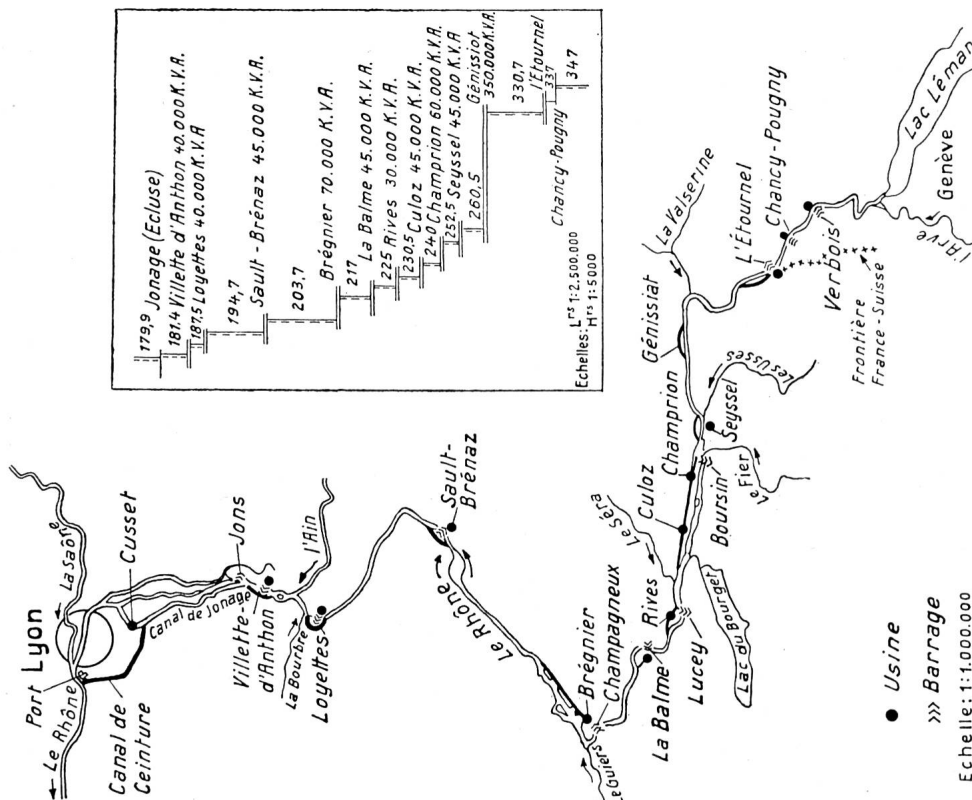 179,9 Jonage (Ecluse)
181.4 Villette d'Anthon 40.000 K.V.A.
187.5 Loyettes 40.000 K.V.A
194,7
Sault-Brénaz 45.000 K.V.A.
203,7
Brégnier 70.000 K.V.A.
217
La Balme 45.000 K.V.A.
225 Rives 30.000 K.V.A.
230,5 Culoz 45.000 K.V.A.
240 Champrion 60.000 K.V.A.
252.5 Seyssel 45.000 K.V.A
260,5
Génissiat
350.000 K.V.A.
330,7
l'Etournel
337
Chancy-Pougny
347
Echelles: Lrs 1:2.500.000
Hrs 1:5000
Le Rhône
Port
Lyon
La Saône
Canal de
Ceinture
Cusset
Canal de Jonage
Jons
Villette-
d'Anthon
l'Ain
La Bourbre
Loyettes
Sault-
Brénaz
Le Rhône
Brégnier
Champagneux
Le Guiers
La Balme
Rives
Lucey
Lac du Bourget
Le Séra
Culoz
Champrion
Boursin
Le Fier
Seyssel
Les Usses
Génissiat
La Valserine
L'Étournel
Chancy-Pougny
Verbois
Frontière
France-Suisse
l'Arve
Genève
Lac Léman
Usine
Barrage
Echelle: 1:1.000.000